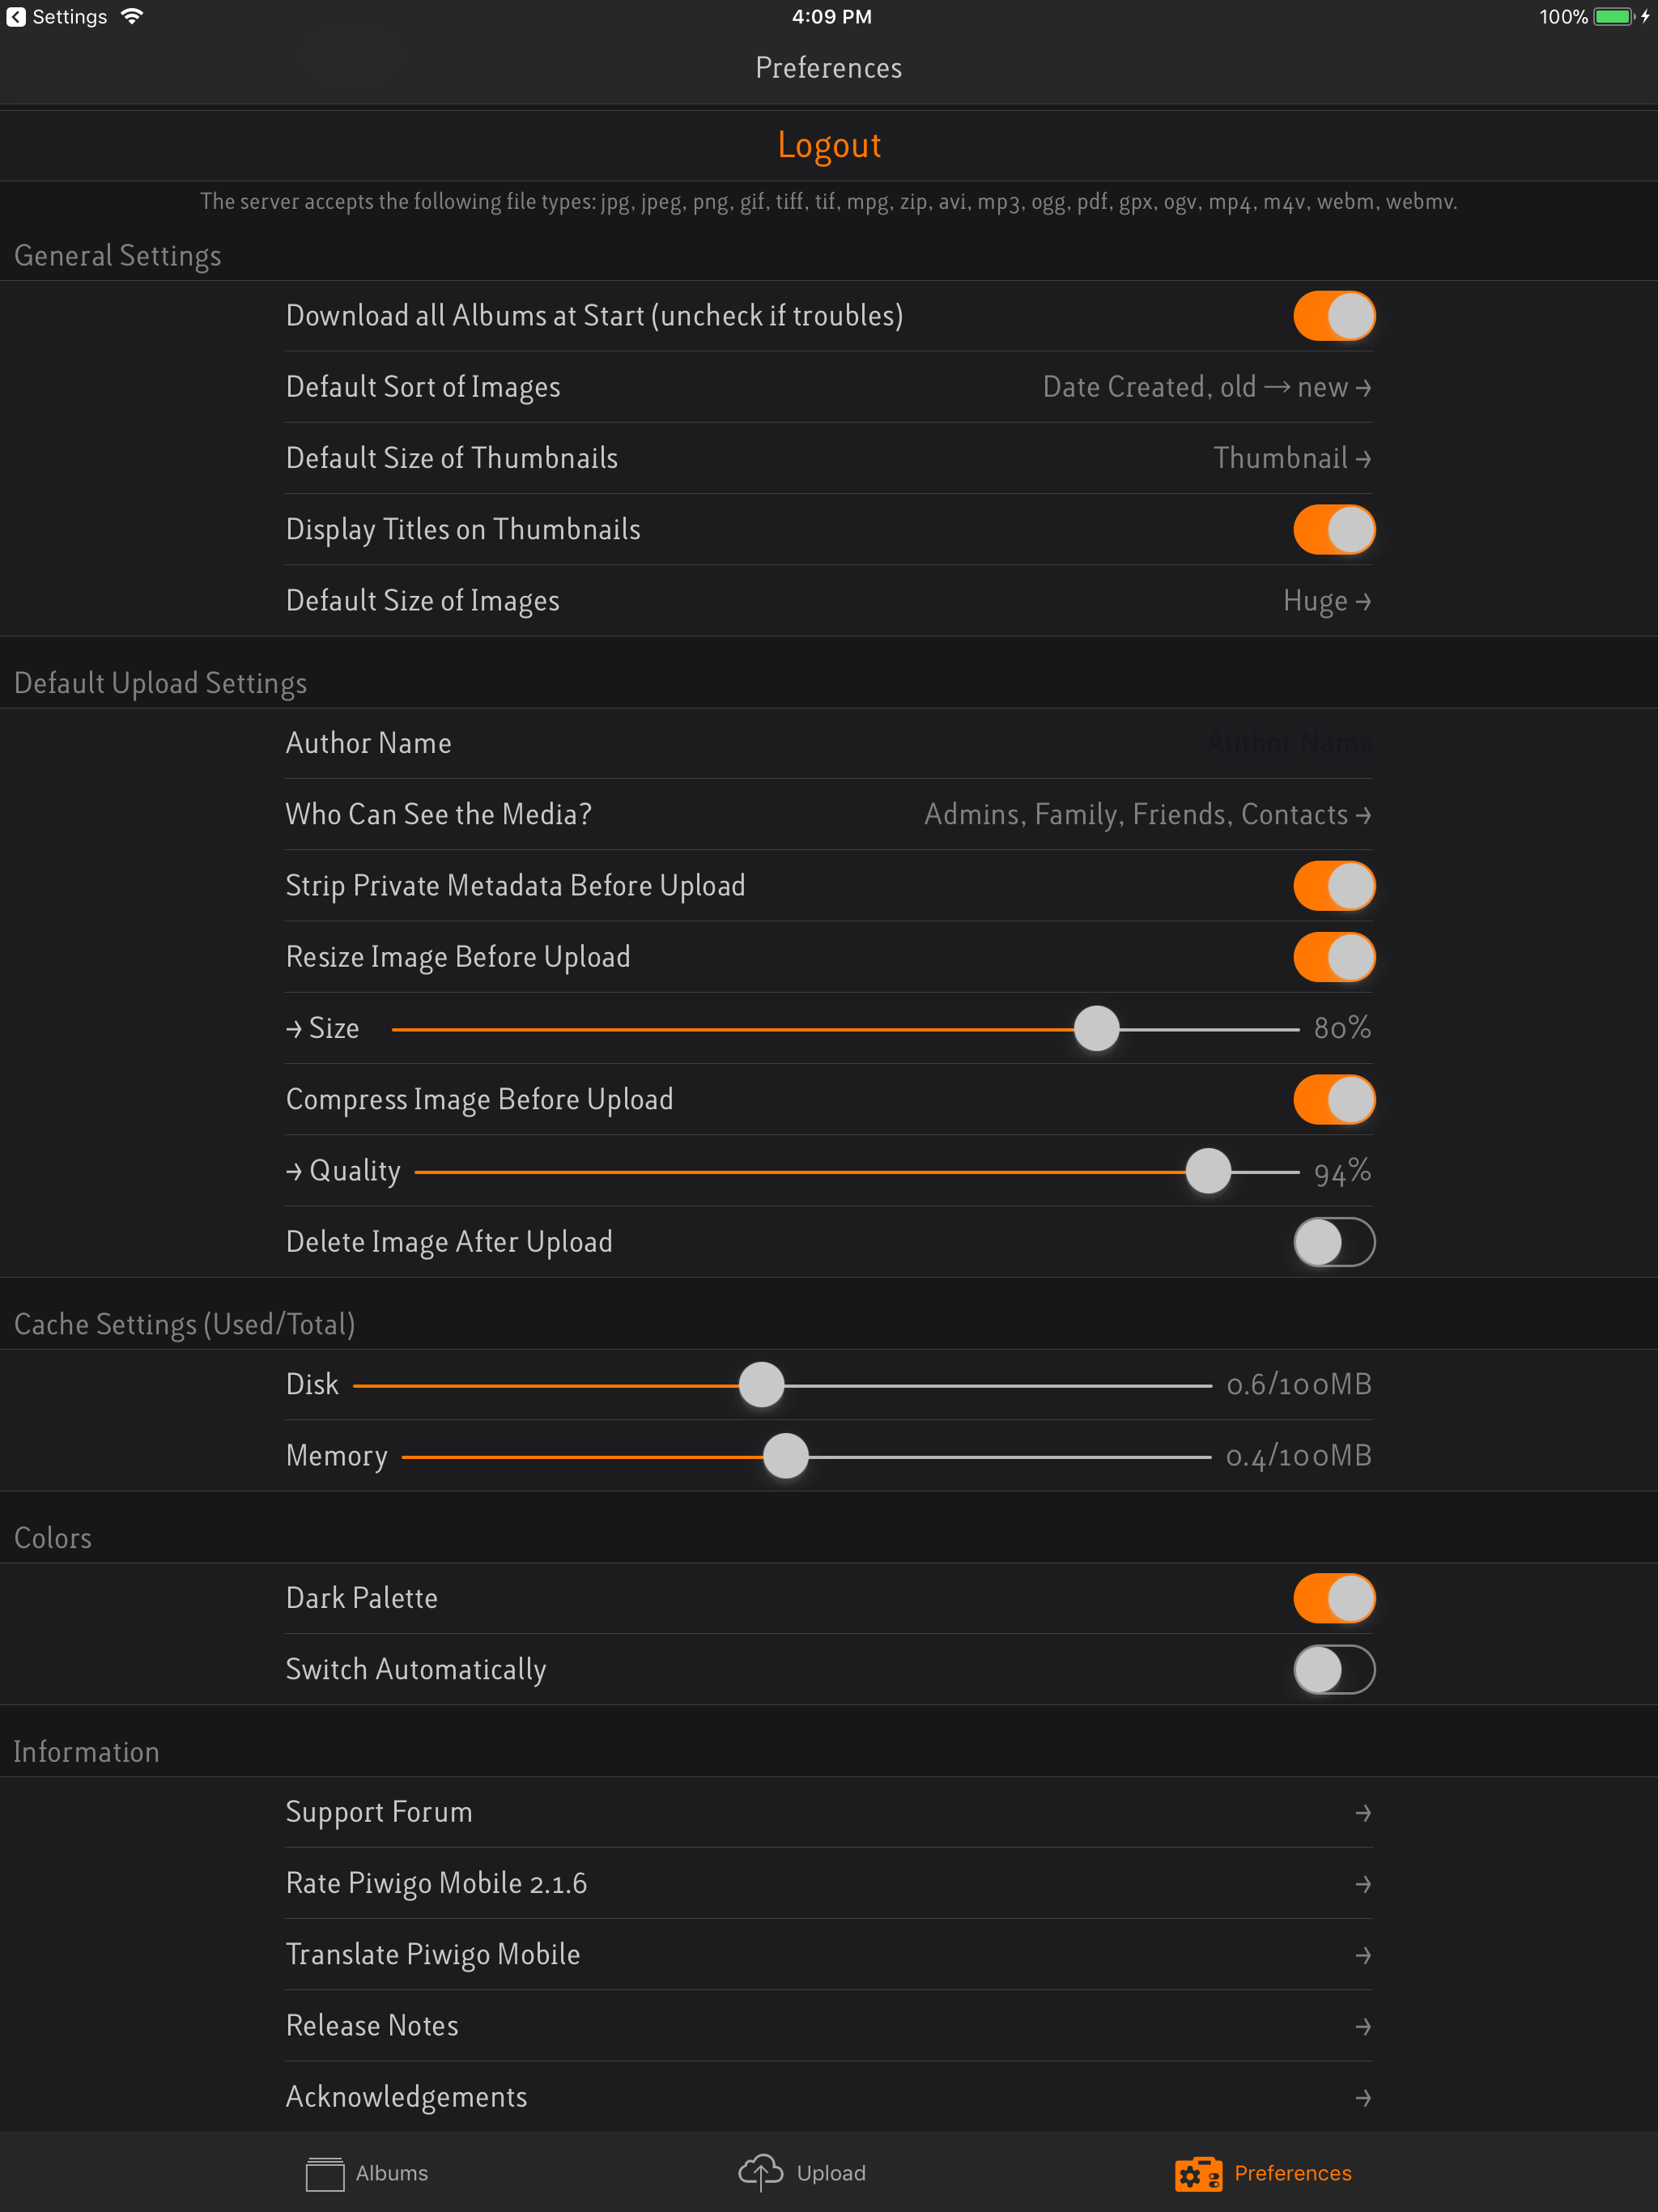 Settings 4:09 PM 100%
Preferences
Logout
The server accepts the following file types: jpg, jpeg, png, gif, tiff, tif, mpg, zip, avi, mp3, ogg, pdf, gpx, ogv, mp4, m4v, webm, webmv.
General Settings
Download all Albums at Start (uncheck if troubles)
Default Sort of Images Date Created, old → new →
Default Size of Thumbnails Thumbnail →
Display Titles on Thumbnails
Default Size of Images Huge →
Default Upload Settings
Author Name Author Name
Who Can See the Media? Admins, Family, Friends, Contacts →
Strip Private Metadata Before Upload
Resize Image Before Upload
→ Size 80%
Compress Image Before Upload
→ Quality 94%
Delete Image After Upload
Cache Settings (Used/Total)
Disk 0.6/100MB
Memory 0.4/100MB
Colors
Dark Palette
Switch Automatically
Information
Support Forum →
Rate Piwigo Mobile 2.1.6 →
Translate Piwigo Mobile →
Release Notes →
Acknowledgements →
Albums Upload Preferences